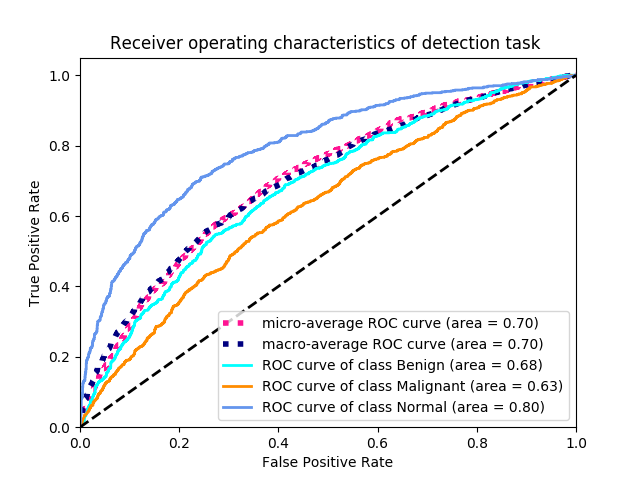 Receiver operating characteristics of detection task
True Positive Rate
1.0
0.8
0.6
0.4
0.2
0.0
micro-average ROC curve (area = 0.70)
macro-average ROC curve (area = 0.70)
ROC curve of class Benign (area = 0.68)
ROC curve of class Malignant (area = 0.63)
ROC curve of class Normal (area = 0.80)
0.0 0.2 0.4 0.6 0.8 1.0
False Positive Rate